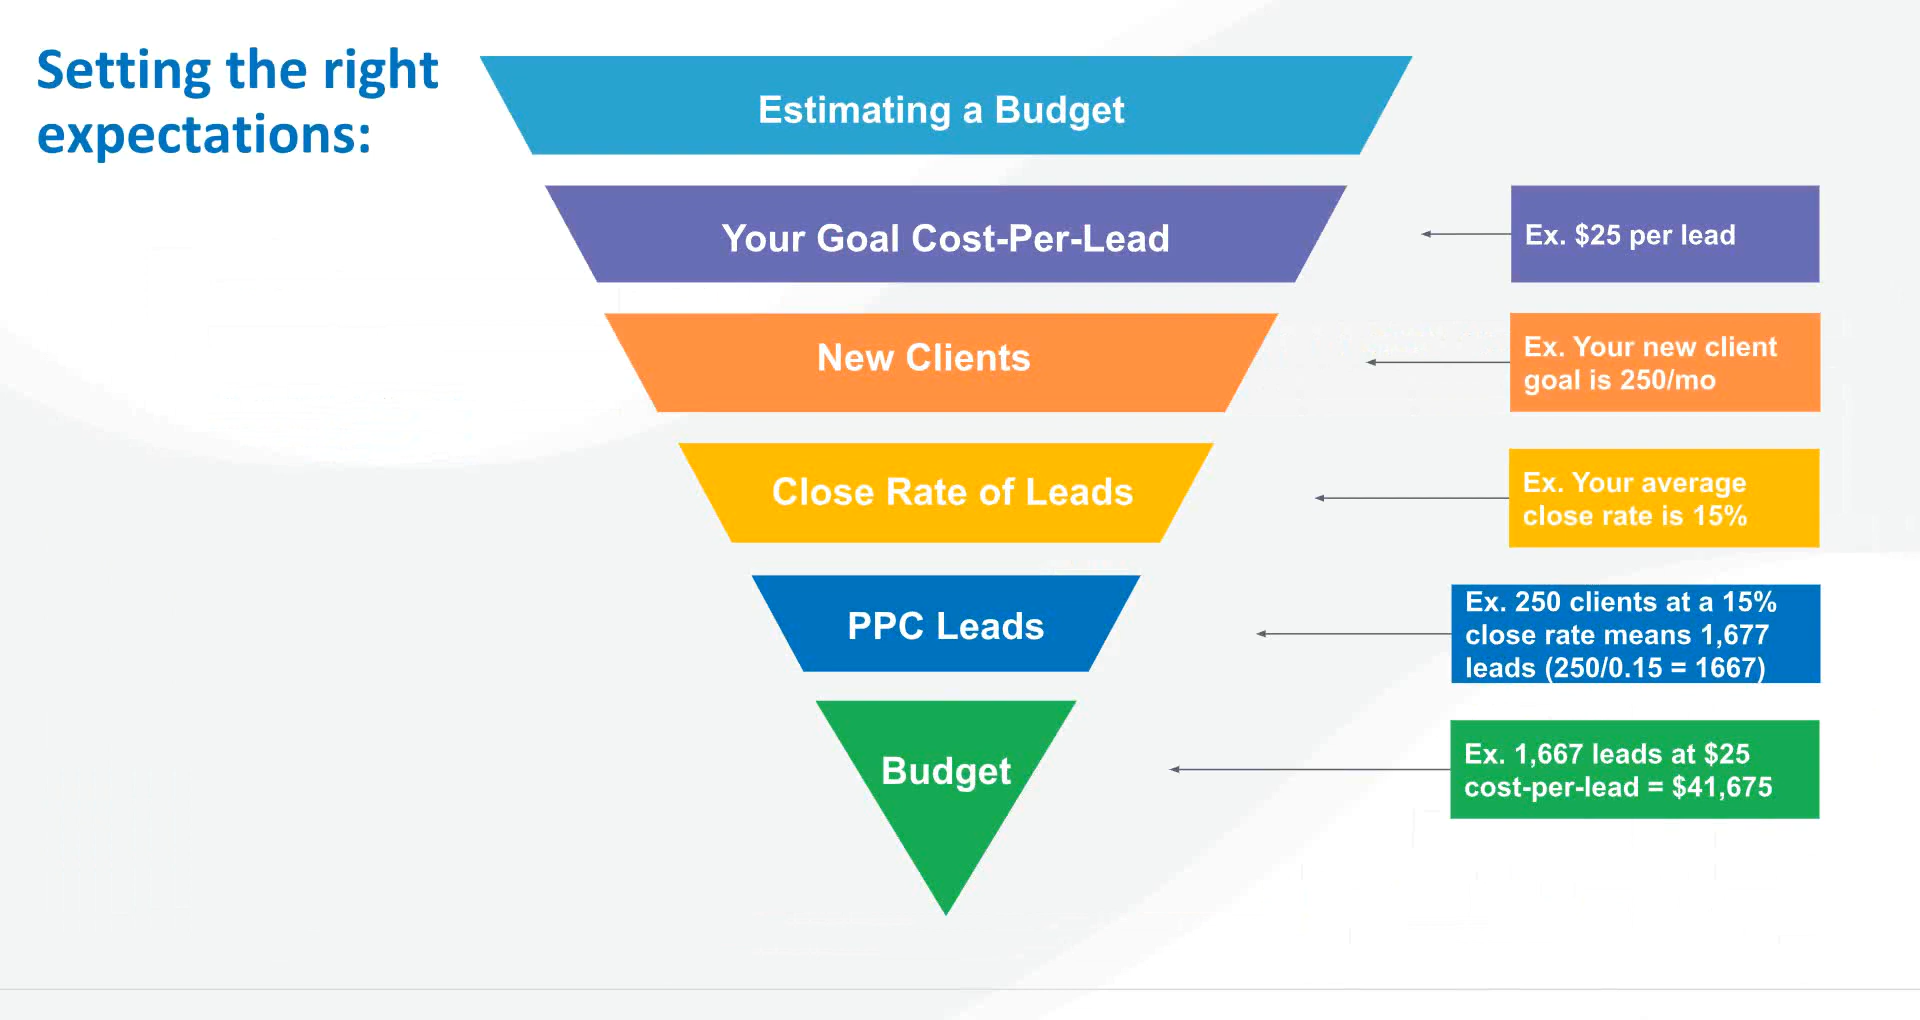 Setting the right
expectations:
Estimating a Budget
Your Goal Cost-Per-Lead
Ex. $25 per lead
New Clients
Ex. Your new client
goal is 250/mo
Close Rate of Leads
Ex. Your average
close rate is 15%
PPC Leads
Ex. 250 clients at a 15%
close rate means 1,677
leads (250/0.15 = 1667)
Budget
Ex. 1,667 leads at $25
cost-per-lead = $41,675